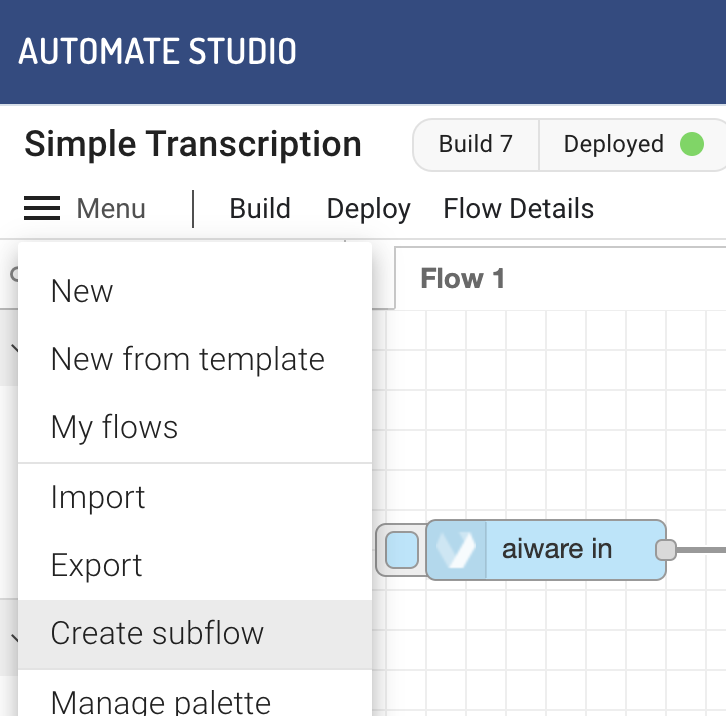 AUTOMATE STUDIO
Simple Transcription
Build 7
Deployed
Menu
Build
Deploy
Flow Details
Flow 1
New
New from template
My flows
Import
Export
aiware in
Create subflow
Manage palette